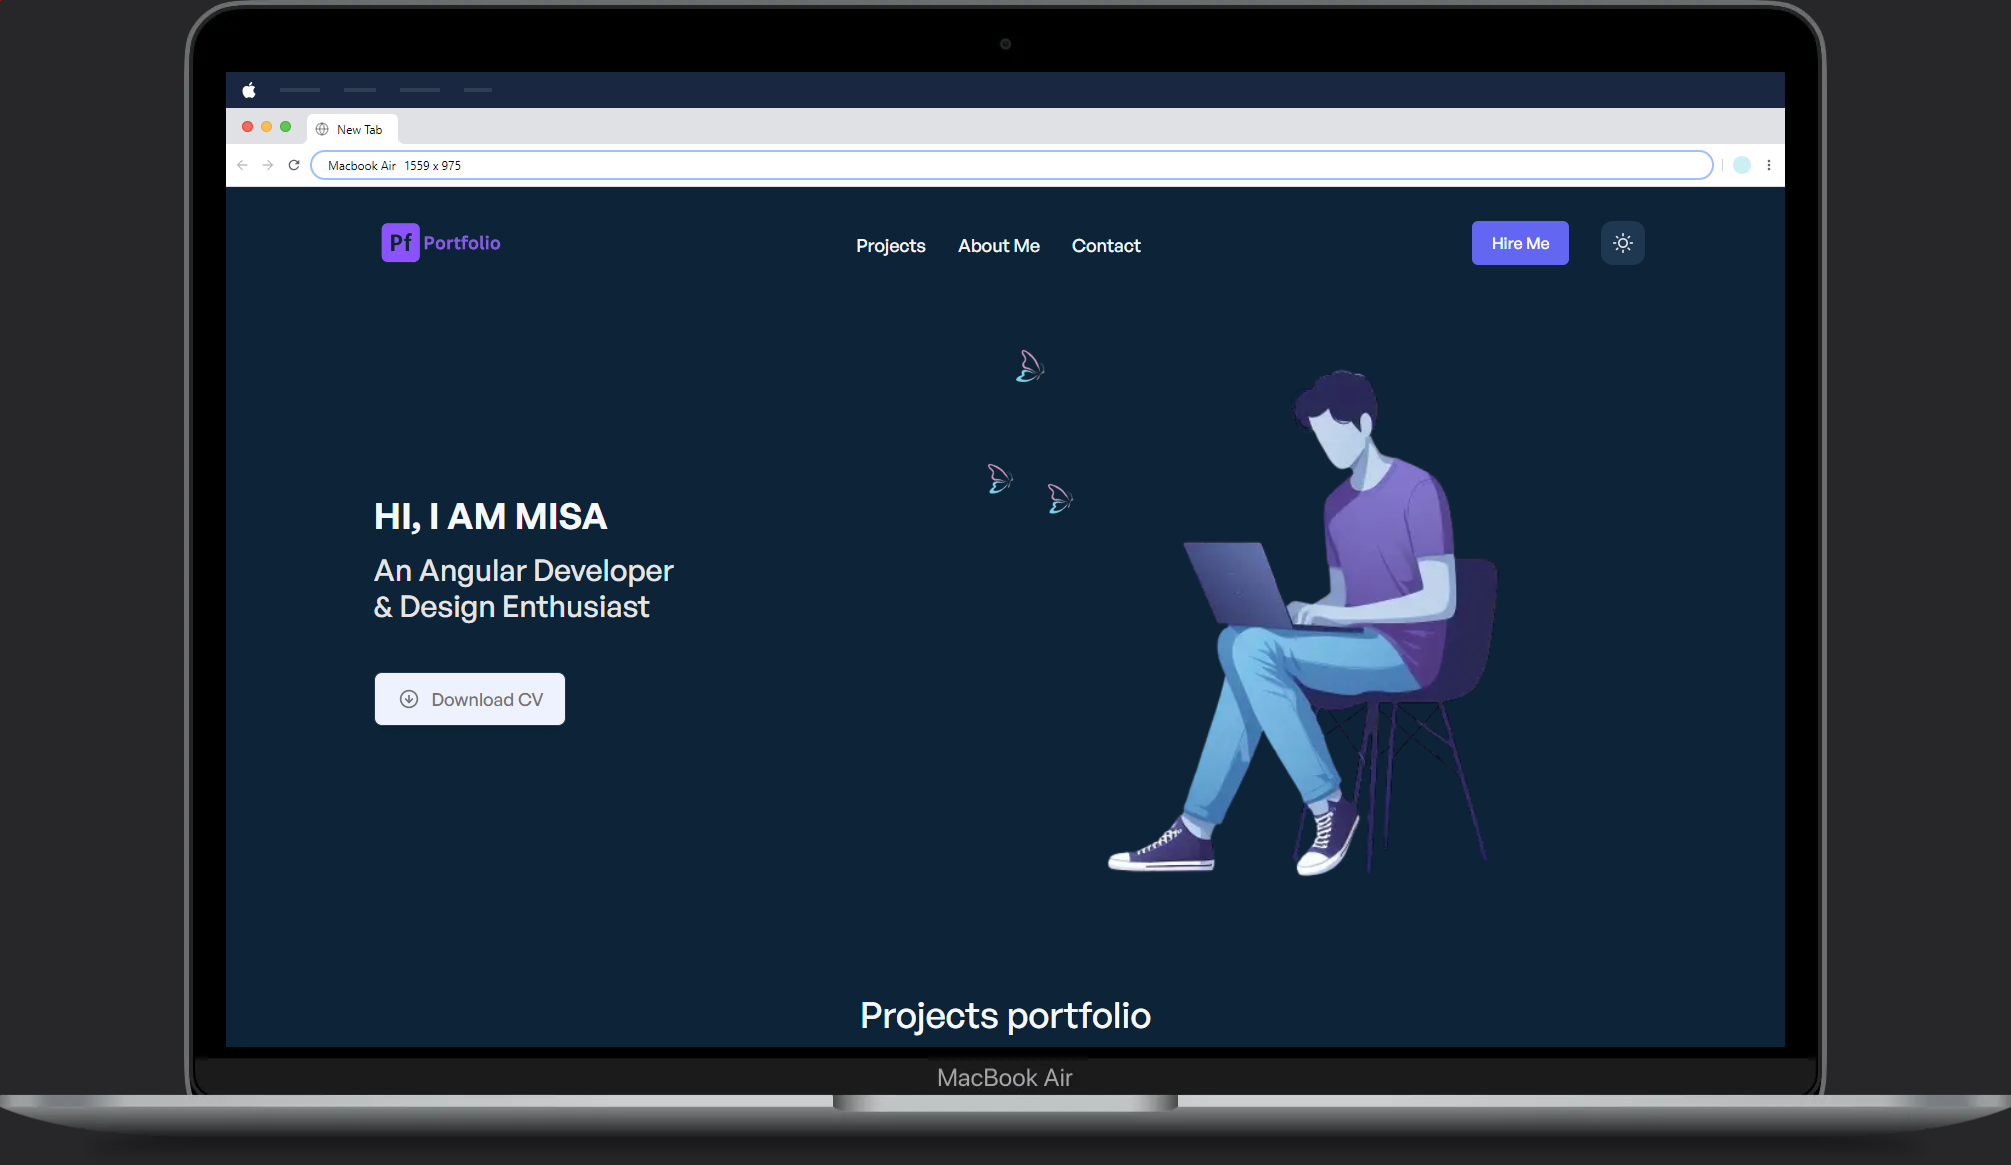 New Tab
Macbook Air 1559 x 975
Pf Portfolio
Projects About Me Contact
Hire Me
HI, I AM MISA
An Angular Developer
& Design Enthusiast
Download CV
Projects portfolio
MacBook Air